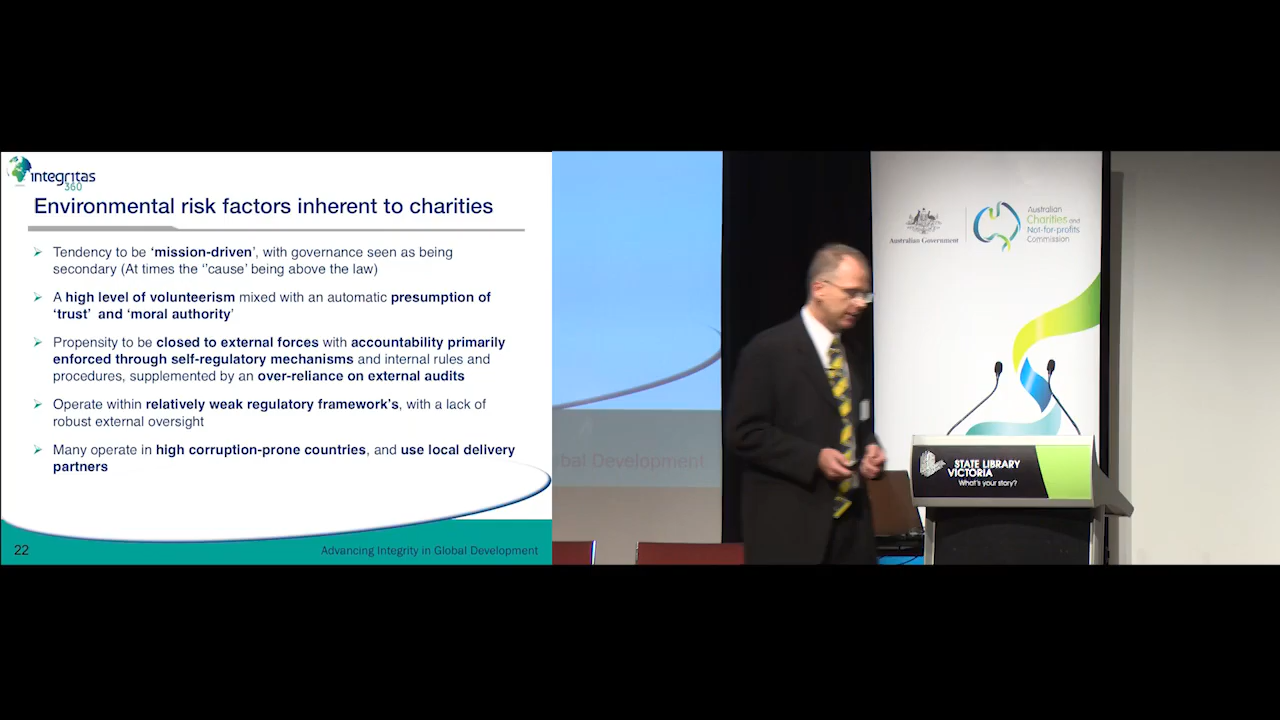 integritas
360
Environmental risk factors inherent to charities
Tendency to be ‘mission-driven’, with governance seen as being
secondary (At times the ‘’cause’ being above the law)
A high level of volunteerism mixed with an automatic presumption of
‘trust’ and ‘moral authority’
Propensity to be closed to external forces with accountability primarily
enforced through self-regulatory mechanisms and internal rules and
procedures, supplemented by an over-reliance on external audits
Operate within relatively weak regulatory framework’s, with a lack of
robust external oversight
Many operate in high corruption-prone countries, and use local delivery
partners
22
Advancing Integrity in Global Development
bal Development
Australian Government
Australian
Charities and
Not-for-profits
Commission
STATE LIBRARY
VICTORIA
What's your story?